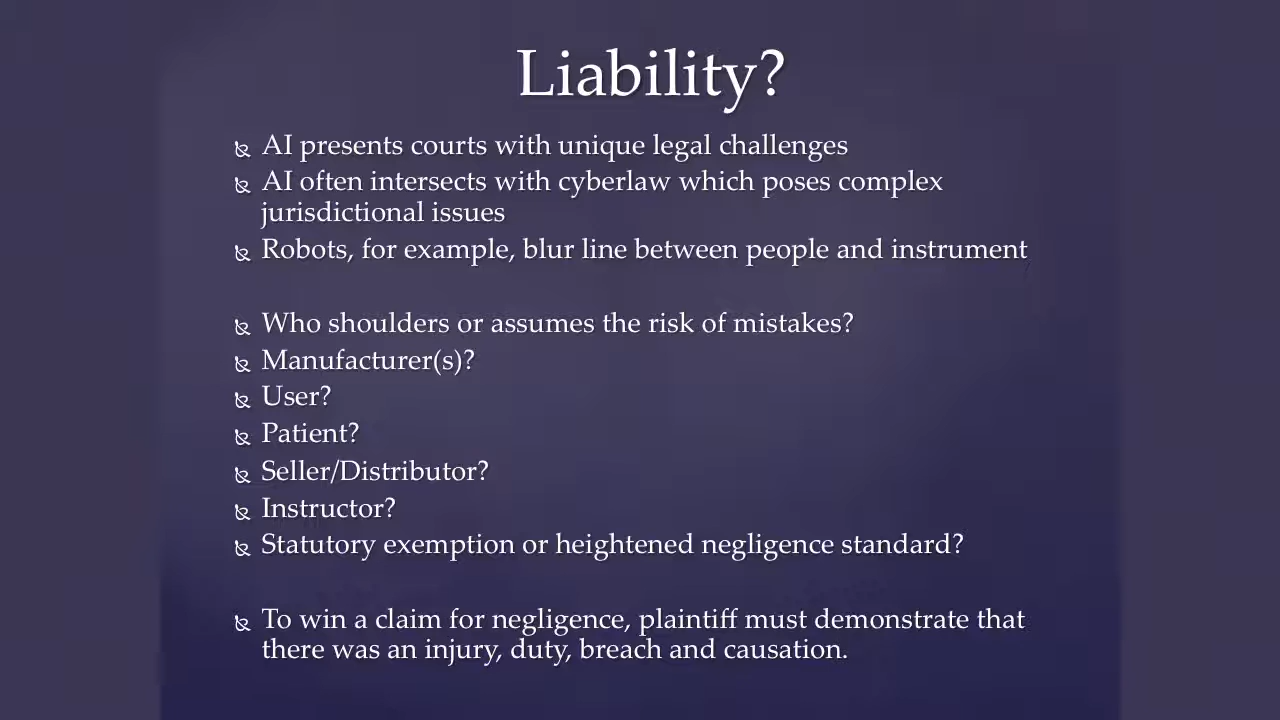 Liability?
AI presents courts with unique legal challenges
AI often intersects with cyberlaw which poses complex
jurisdictional issues
Robots, for example, blur line between people and instrument
Who shoulders or assumes the risk of mistakes?
Manufacturer(s)?
User?
Patient?
Seller/Distributor?
Instructor?
Statutory exemption or heightened negligence standard?
To win a claim for negligence, plaintiff must demonstrate that
there was an injury, duty, breach and causation.